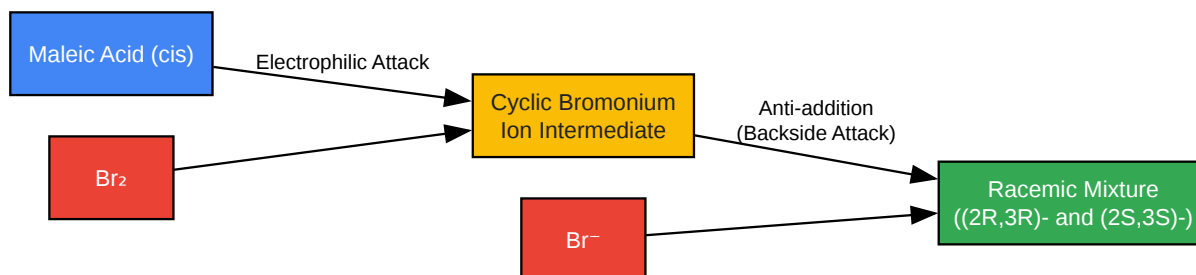 Maleic Acid (cis)
Electrophilic Attack
Br₂
Cyclic Bromonium
Ion Intermediate
Anti-addition
(Backside Attack)
Br⁻
Racemic Mixture
((2R,3R)- and (2S,3S)-)